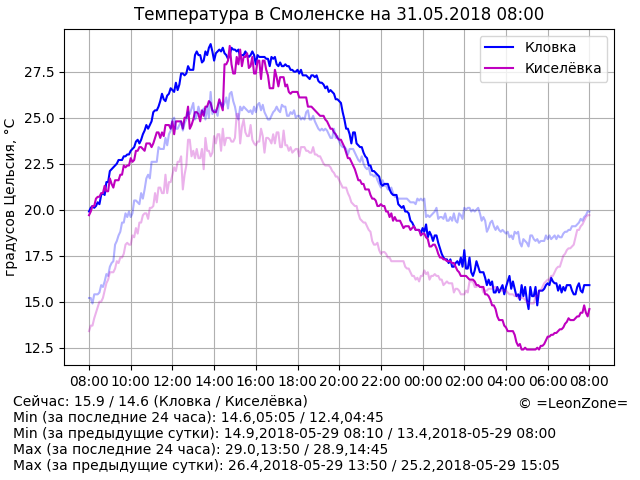 Температура в Смоленске на 31.05.2018 08:00
градусов Цельсия, °C
27.5
25.0
22.5
20.0
17.5
15.0
12.5
Кловка
Киселёвка
08:00 10:00 12:00 14:00 16:00 18:00 20:00 22:00 00:00 02:00 04:00 06:00 08:00
Сейчас: 15.9 / 14.6 (Кловка / Киселёвка)
© =LeonZone=
Min (за последние 24 часа): 14.6,05:05 / 12.4,04:45
Min (за предыдущие сутки): 14.9,2018-05-29 08:10 / 13.4,2018-05-29 08:00
Max (за последние 24 часа): 29.0,13:50 / 28.9,14:45
Max (за предыдущие сутки): 26.4,2018-05-29 13:50 / 25.2,2018-05-29 15:05